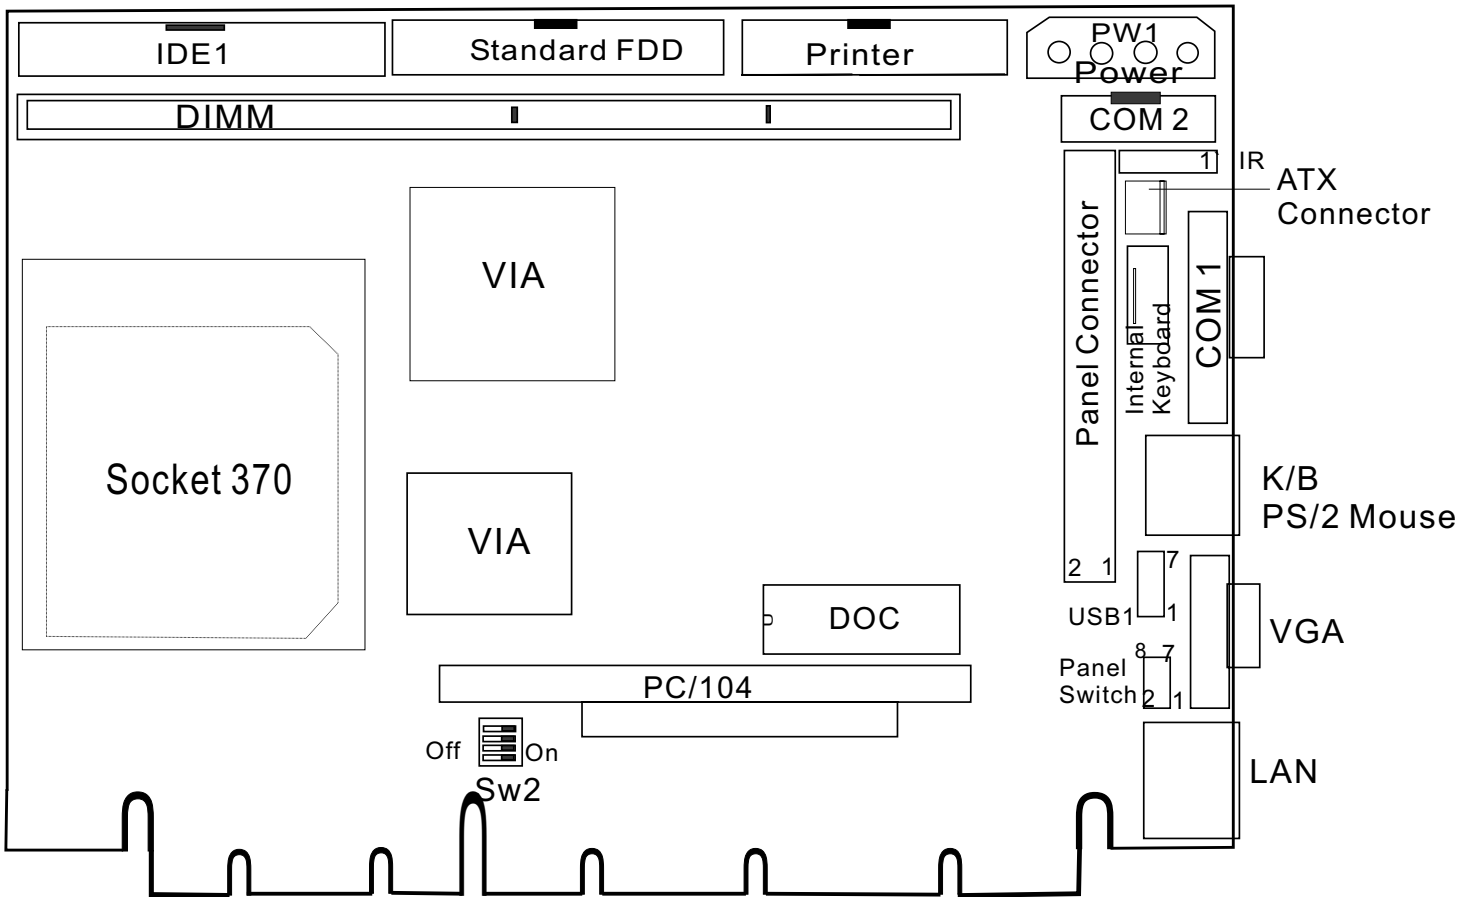 IDE1
Standard FDD
Printer
PW1
Power
DIMM
COM 2
1
IR
ATX
Connector
VIA
Panel Connector
Internal
Keyboard
COM 1
Socket 370
VIA
K/B
PS/2 Mouse
2 1
7
USB1
1
DOC
VGA
8 7
Panel
Switch
2 1
PC/104
Off
On
Sw2
LAN